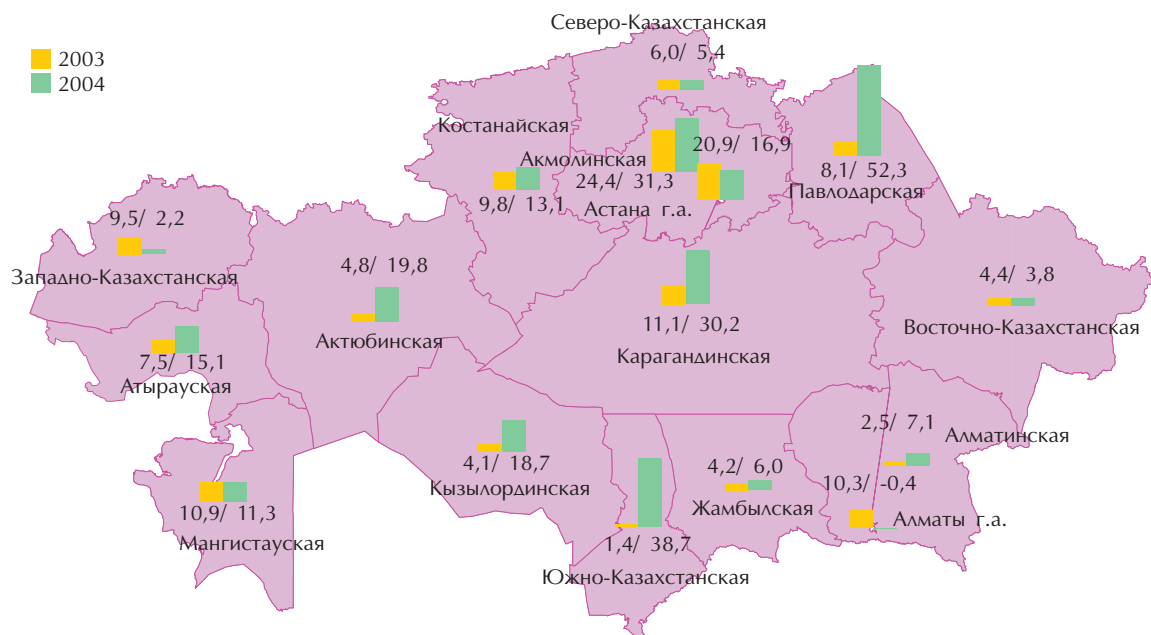 Северо-Казахстанская
6,0/ 5,4
2003
2004
Костанайская
9,8/ 13,1
Акмолинская
24,4/ 31,3
20,9/ 16,9
Астана г.а.
8,1/ 52,3
Павлодарская
9,5/ 2,2
Западно-Казахстанская
4,8/ 19,8
Актюбинская
11,1/ 30,2
Карагандинская
4,4/ 3,8
Восточно-Казахстанская
7,5/ 15,1
Атырауская
10,9/ 11,3
Мангистауская
4,1/ 18,7
Кызылординская
1,4/ 38,7
Южно-Казахстанская
4,2/ 6,0
Жамбылская
2,5/ 7,1
Алматинская
10,3/ -0,4
Алматы г.а.